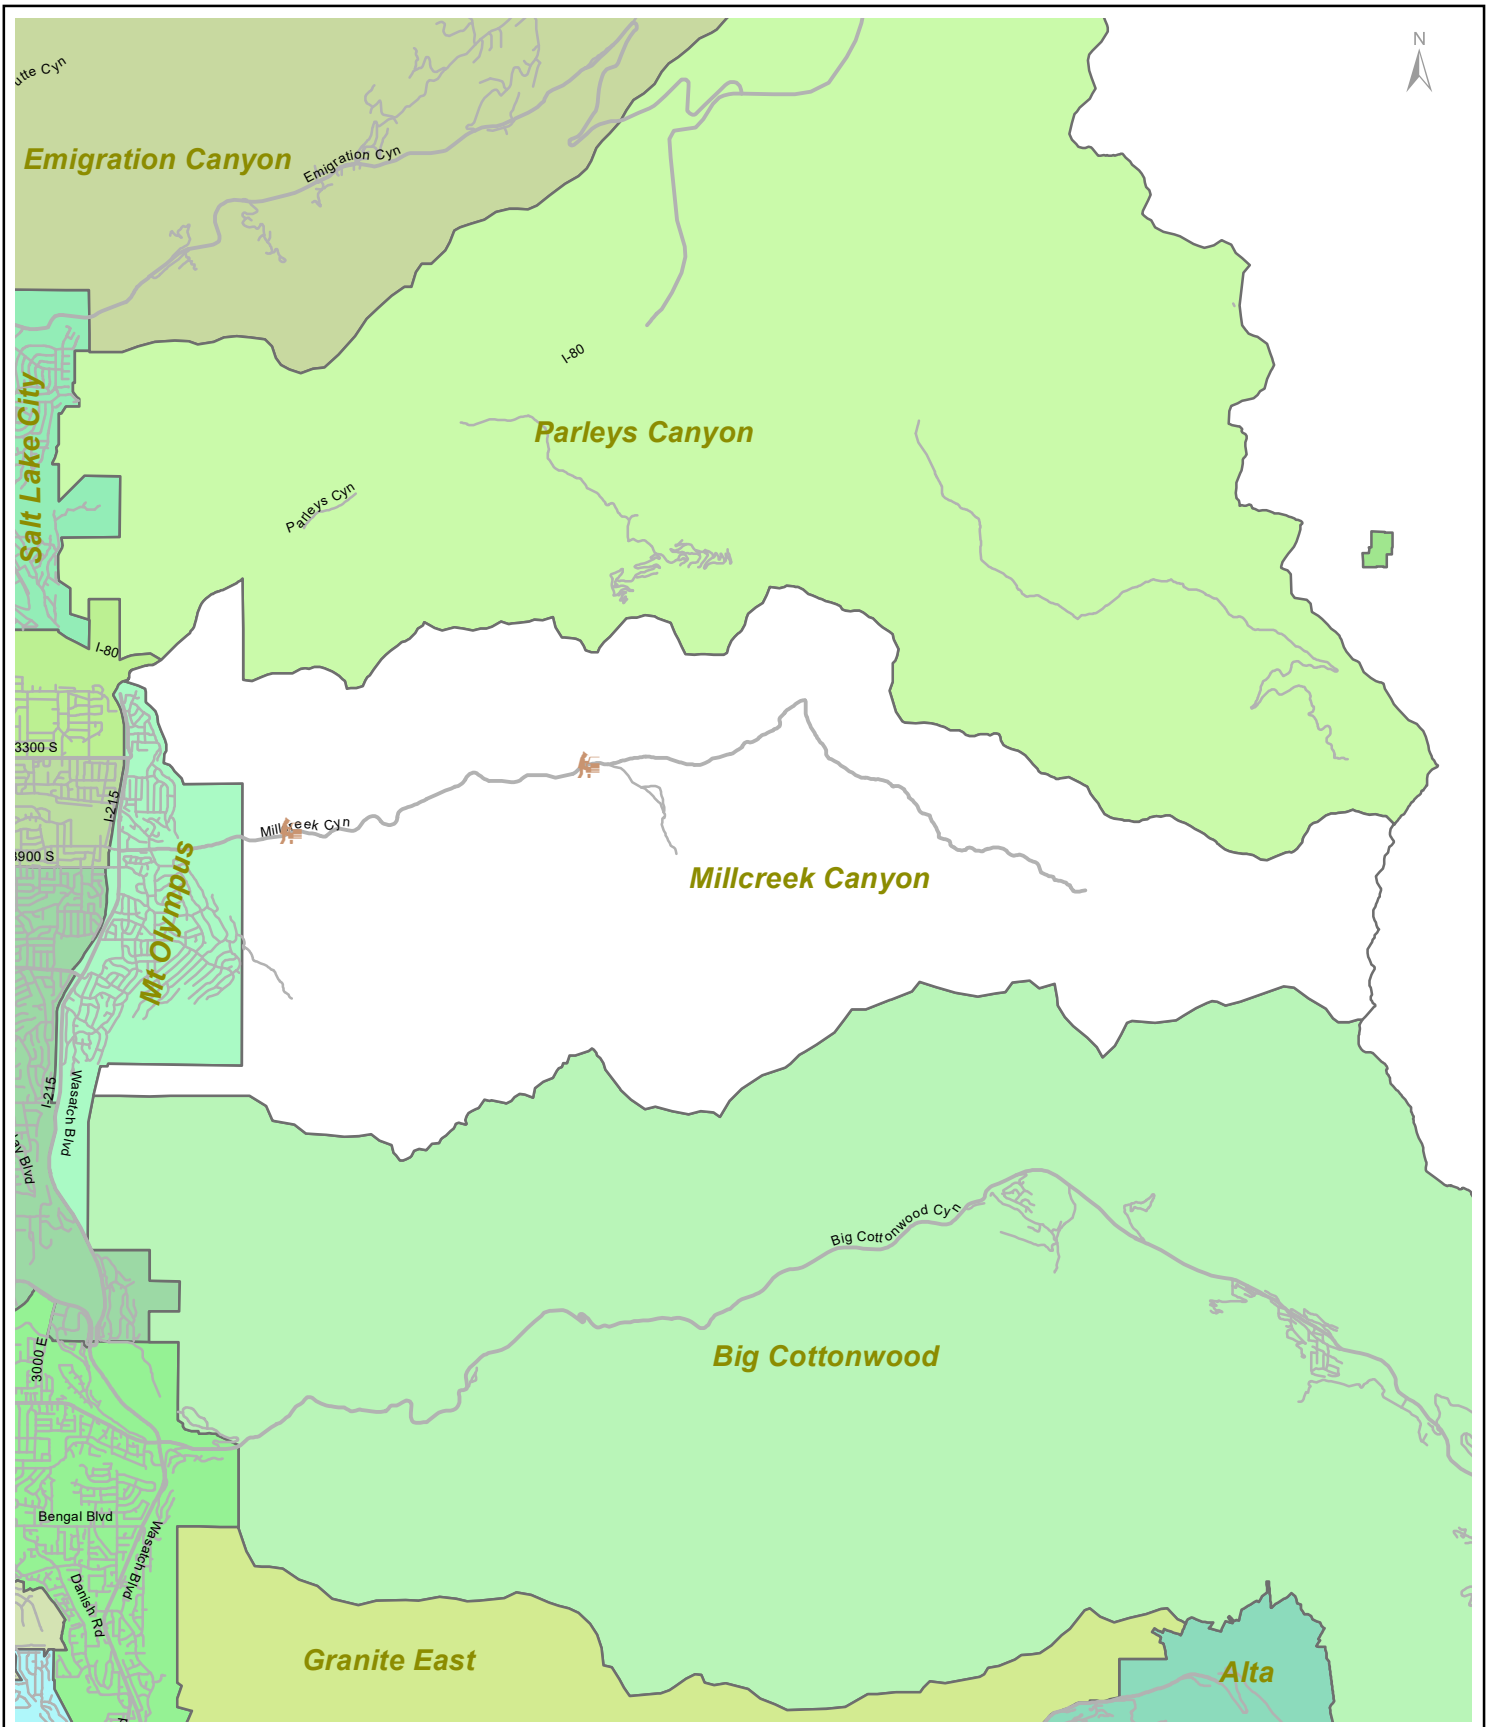 N
utte Cyn
Emigration Canyon
Emigration Cyn
I-80
Salt Lake City
Parleys Canyon
Parleys Cyn
I-80
3300 S
I-215
Millcreek Cyn
3900 S
Millcreek Canyon
Mt Olympus
I-215
Wasatch Blvd
ay Blvd
Big Cottonwood Cyn
3000 E
Big Cottonwood
Bengal Blvd
Wasatch Blvd
Danish Rd
Granite East
Alta